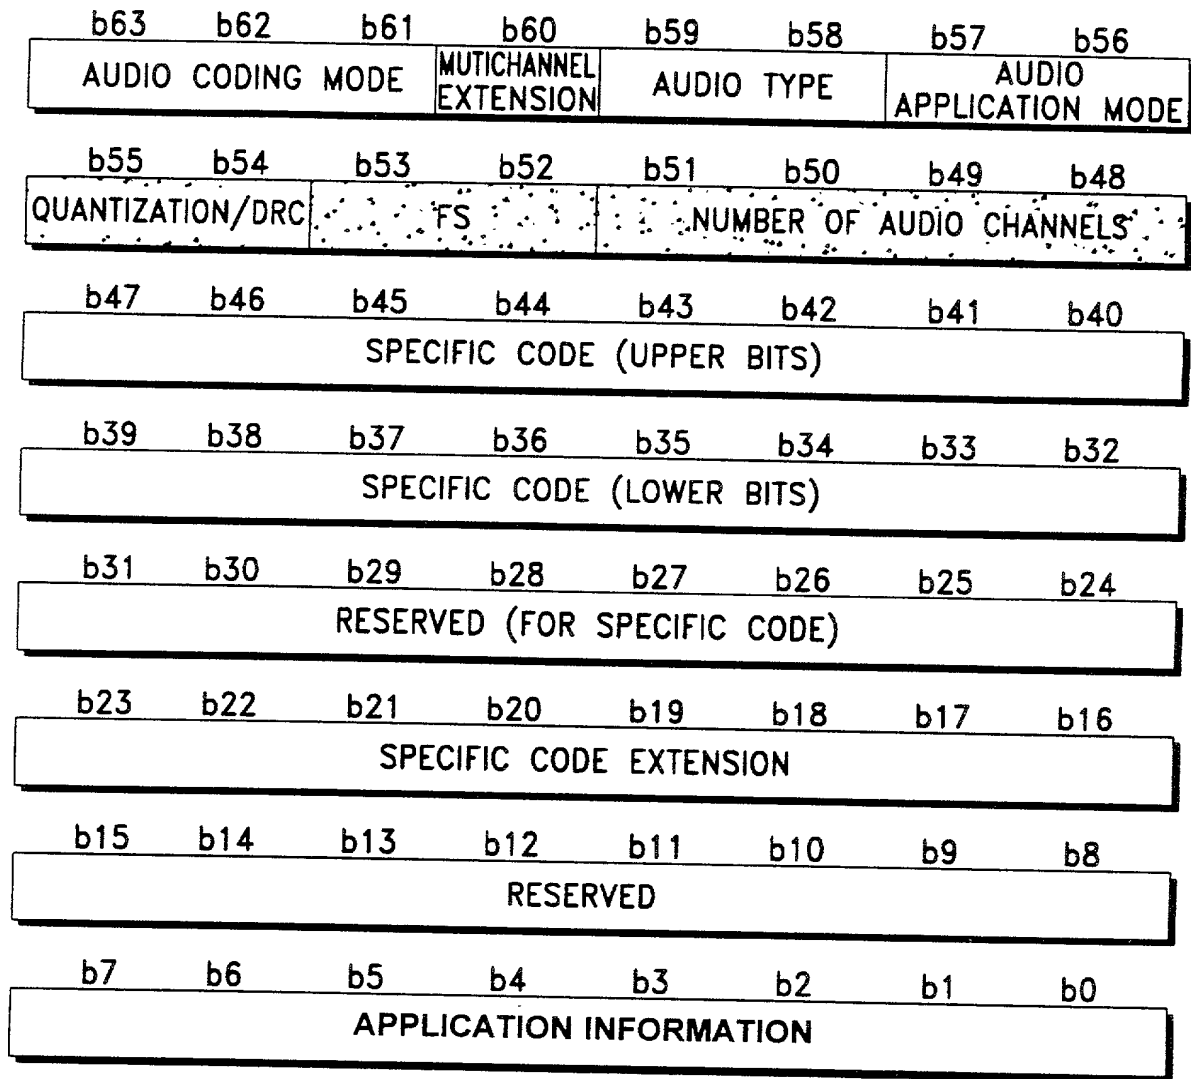 b63 b62 b61 b60 b59 b58 b57 b56
AUDIO CODING MODE MUTICHANNEL EXTENSION AUDIO TYPE AUDIO APPLICATION MODE
b55 b54 b53 b52 b51 b50 b49 b48
QUANTIZATION/DRC FS NUMBER OF AUDIO CHANNELS
b47 b46 b45 b44 b43 b42 b41 b40
SPECIFIC CODE (UPPER BITS)
b39 b38 b37 b36 b35 b34 b33 b32
SPECIFIC CODE (LOWER BITS)
b31 b30 b29 b28 b27 b26 b25 b24
RESERVED (FOR SPECIFIC CODE)
b23 b22 b21 b20 b19 b18 b17 b16
SPECIFIC CODE EXTENSION
b15 b14 b13 b12 b11 b10 b9 b8
RESERVED
b7 b6 b5 b4 b3 b2 b1 b0
APPLICATION INFORMATION